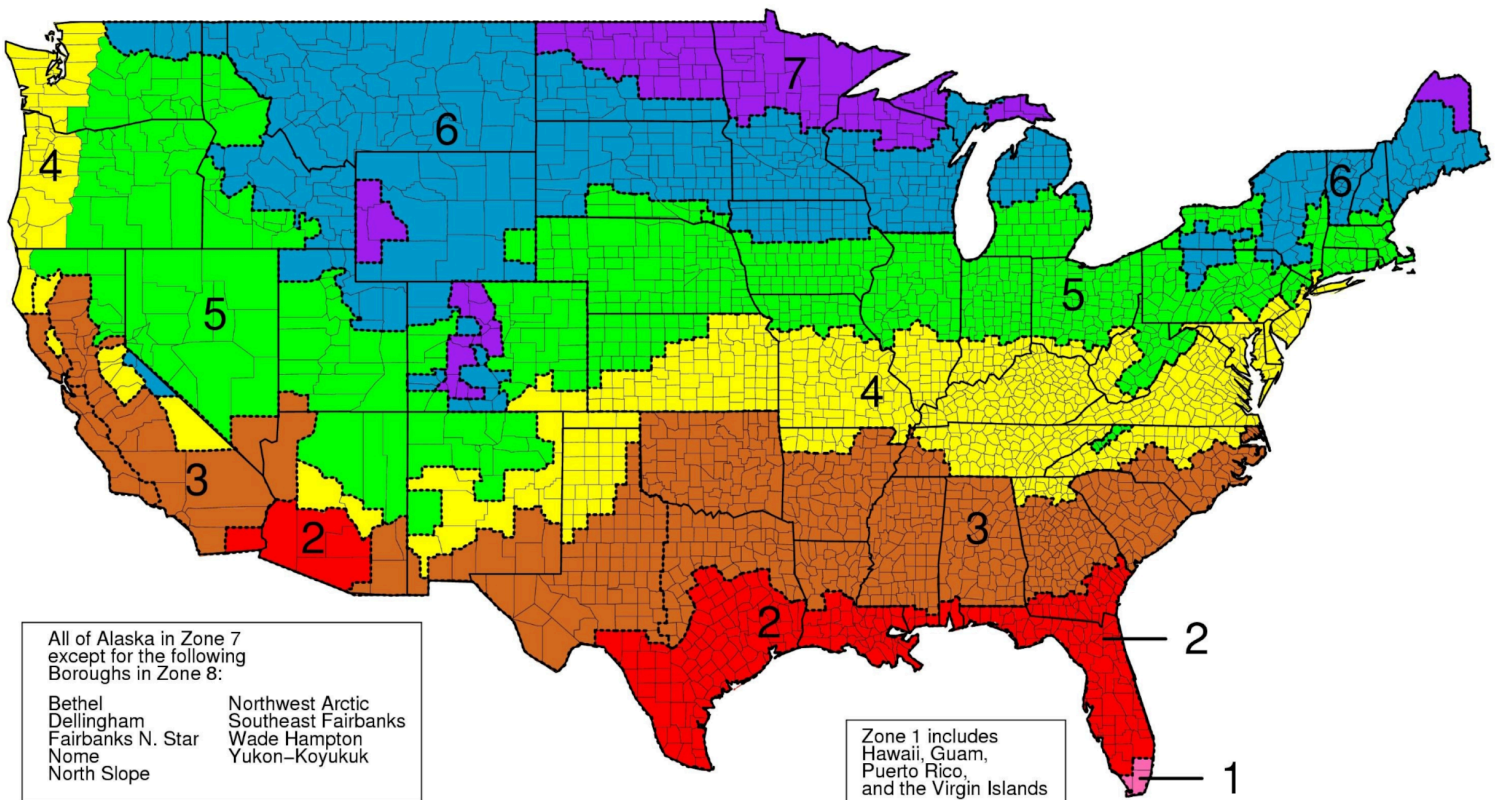 7
6
4
6
5
5
4
3
2
3
2
2
1
All of Alaska in Zone 7
except for the following
Boroughs in Zone 8:
Bethel
Dellingham
Fairbanks N. Star
Nome
North Slope
Northwest Arctic
Southeast Fairbanks
Wade Hampton
Yukon–Koyukuk
Zone 1 includes
Hawaii, Guam,
Puerto Rico,
and the Virgin Islands